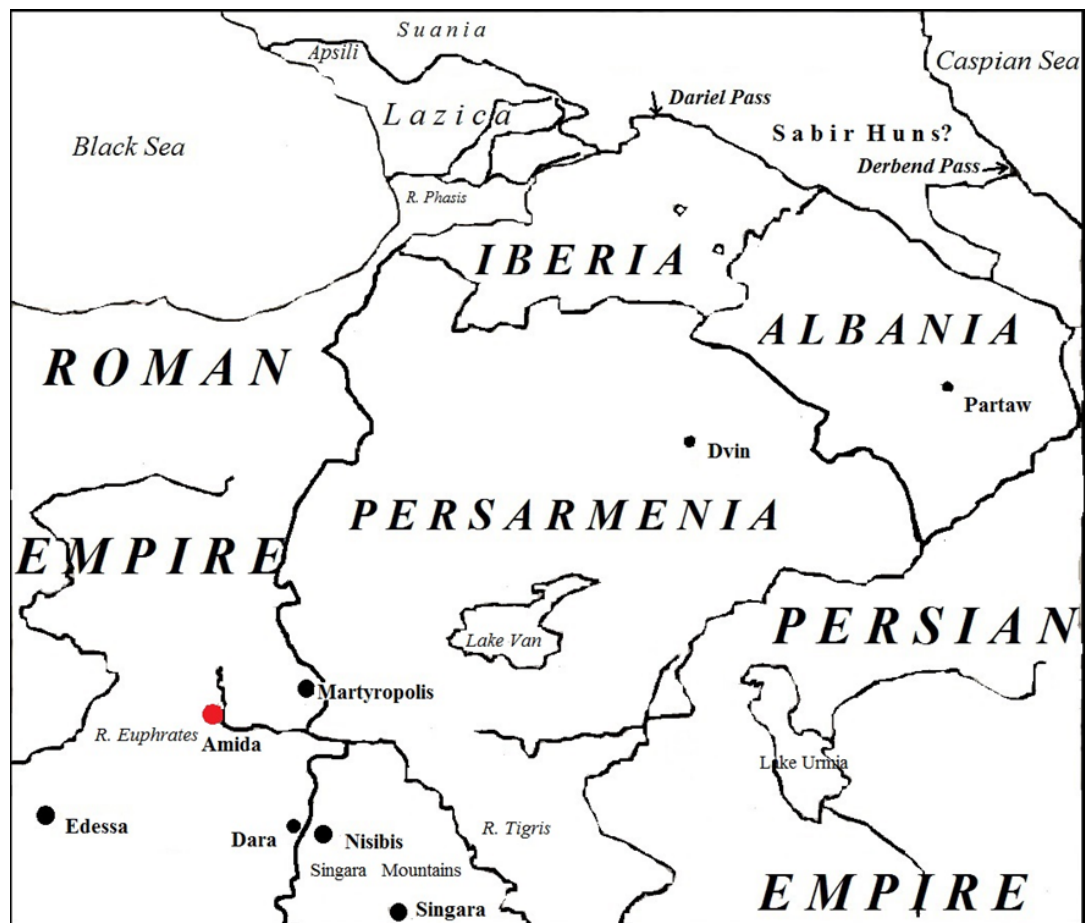 Suania
Caspian Sea
Apsili
Dariel Pass
Lazica
Sabir Huns?
Black Sea
Derbend Pass
R. Phasis
IBERIA
ALBANIA
ROMAN
Partaw
Dvin
PERSARMENIA
EMPIRE
PERSIAN
Lake Van
Martyropolis
R. Euphrates
Amida
Lake Urmia
Edessa
R. Tigris
Dara
Nisibis
Singara Mountains
EMPIRE
Singara